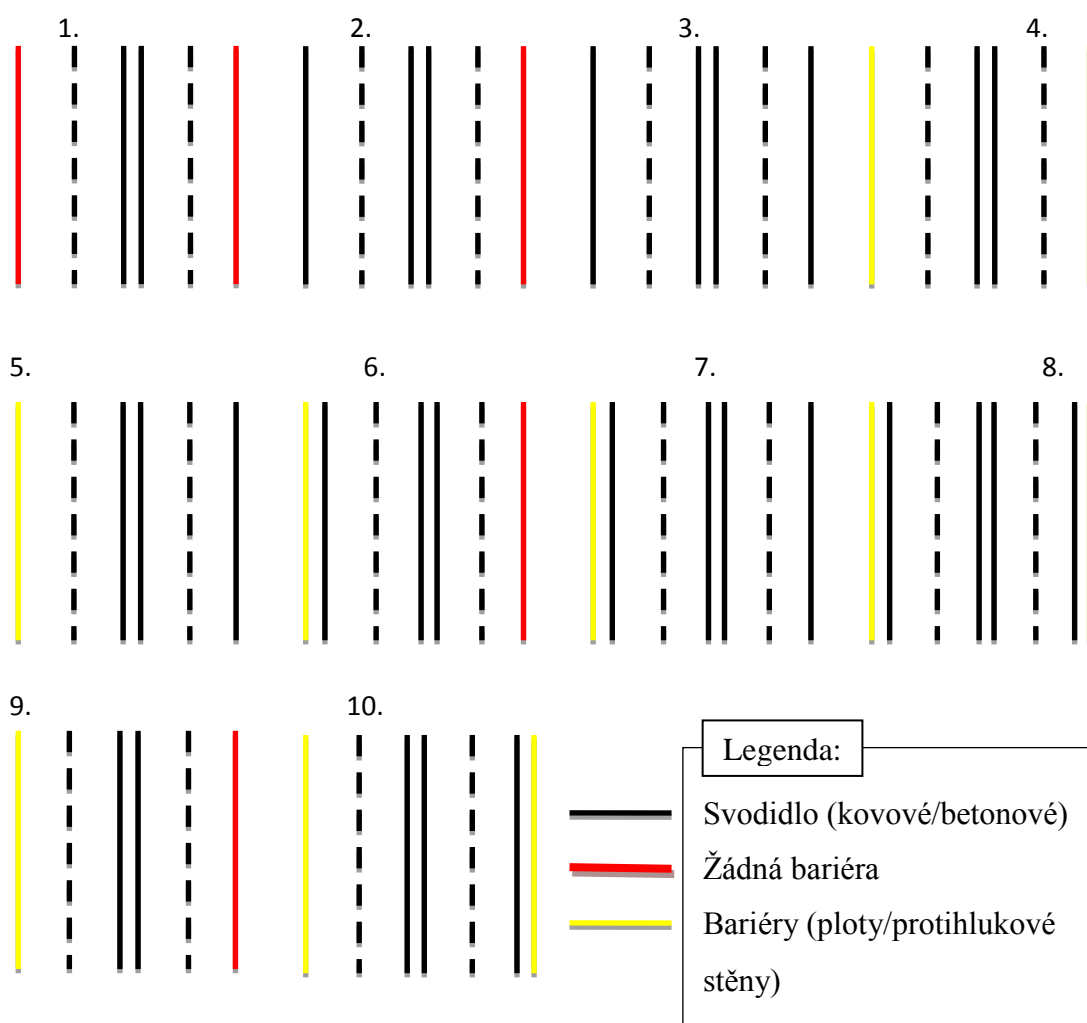 1.
2.
3.
4.
5.
6.
7.
8.
9.
10.
Legenda:
Svodidlo (kovové/betonové)
Žádná bariéra
Bariéry (ploty/protihlukové
stěny)